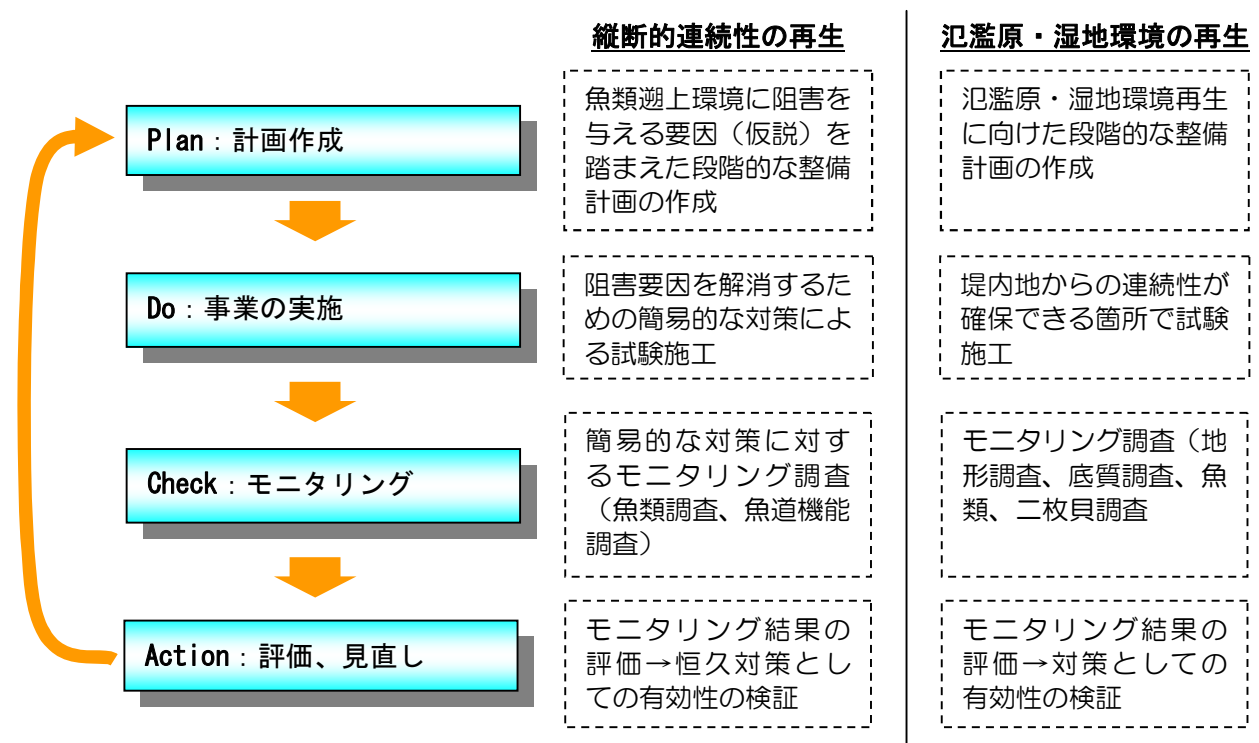 縦断的連続性の再生
氾濫原・湿地環境の再生
Plan：計画作成
魚類遡上環境に阻害を
与える要因（仮説）を
踏まえた段階的な整備
計画の作成
氾濫原・湿地環境再生
に向けた段階的な整備
計画の作成
Do：事業の実施
阻害要因を解消するた
めの簡易的な対策によ
る試験施工
堤内地からの連続性が
確保できる箇所で試験
施工
Check：モニタリング
簡易的な対策に対す
るモニタリング調査
（魚類調査、魚道機能
調査）
モニタリング調査（地
形調査、底質調査、魚
類、二枚貝調査
Action：評価、見直し
モニタリング結果の
評価→恒久対策とし
ての有効性の検証
モニタリング結果の
評価→対策としての
有効性の検証